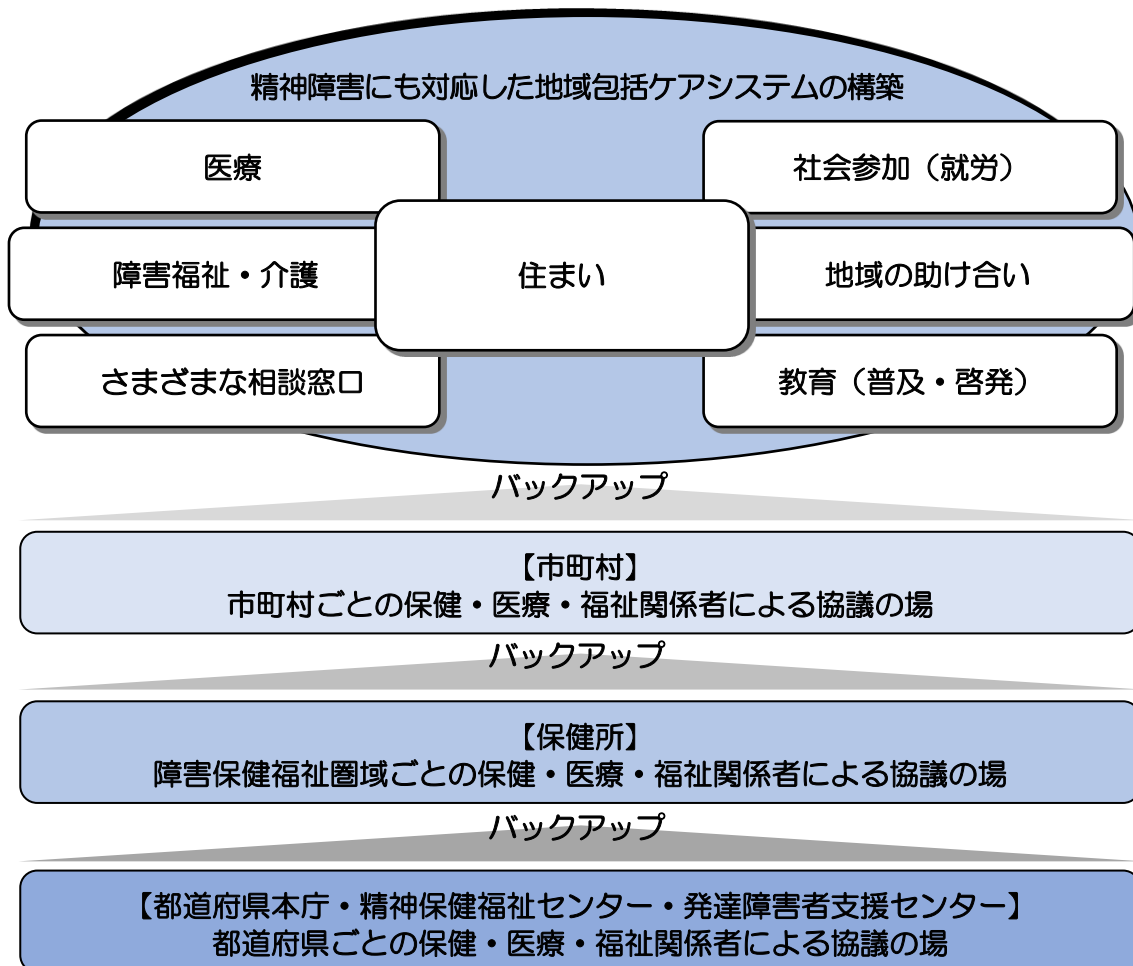 精神障害にも対応した地域包括ケアシステムの構築
医療
社会参加（就労）
障害福祉・介護
住まい
地域の助け合い
さまざまな相談窓口
教育（普及・啓発）
バックアップ
【市町村】
市町村ごとの保健・医療・福祉関係者による協議の場
バックアップ
【保健所】
障害保健福祉圏域ごとの保健・医療・福祉関係者による協議の場
バックアップ
【都道府県本庁・精神保健福祉センター・発達障害者支援センター】
都道府県ごとの保健・医療・福祉関係者による協議の場